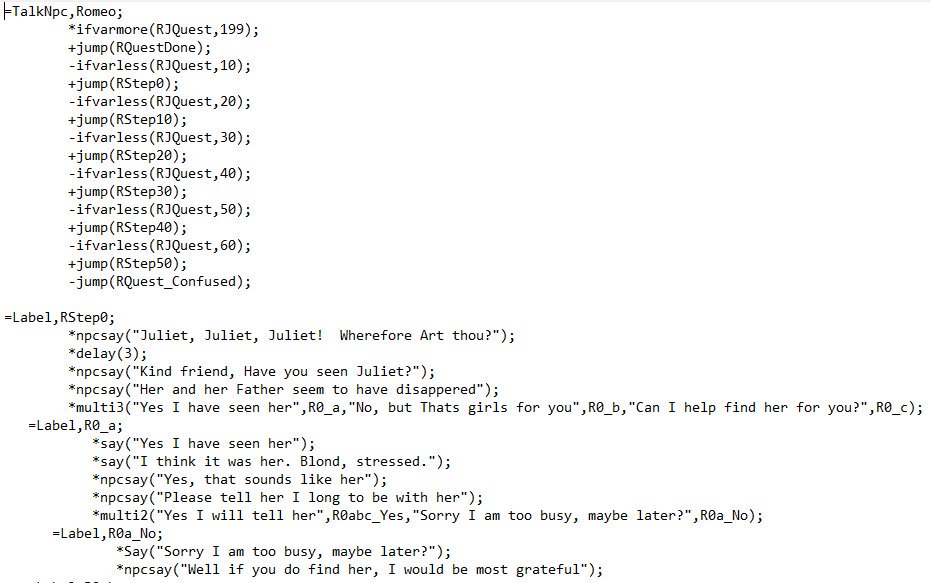 =TalkNpc,Romeo;
*ifvarmore(RJQuest,199);
+jump(RQuestDone);
-ifvarless(RJQuest,10);
+jump(RStep0);
-ifvarless(RJQuest,20);
+jump(RStep10);
-ifvarless(RJQuest,30);
+jump(RStep20);
-ifvarless(RJQuest,40);
+jump(RStep30);
-ifvarless(RJQuest,50);
+jump(RStep40);
-ifvarless(RJQuest,60);
+jump(RStep50);
-jump(RQuest_Confused);
=Label,RStep0;
*npcsay("Juliet, Juliet, Juliet!  Wherefore Art thou?");
*delay(3);
*npcsay("Kind friend, Have you seen Juliet?");
*npcsay("Her and her Father seem to have disappered");
*multi3("Yes I have seen her",R0_a,"No, but Thats girls for you",R0_b,"Can I help find her for you?",R0_c);
=Label,R0_a;
*say("Yes I have seen her");
*say("I think it was her. Blond, stressed.");
*npcsay("Yes, that sounds like her");
*npcsay("Please tell her I long to be with her");
*multi2("Yes I will tell her",R0abc_Yes,"Sorry I am too busy, maybe later?",R0a_No);
=Label,R0a_No;
*Say("Sorry I am too busy, maybe later?");
*npcsay("Well if you do find her, I would be most grateful");